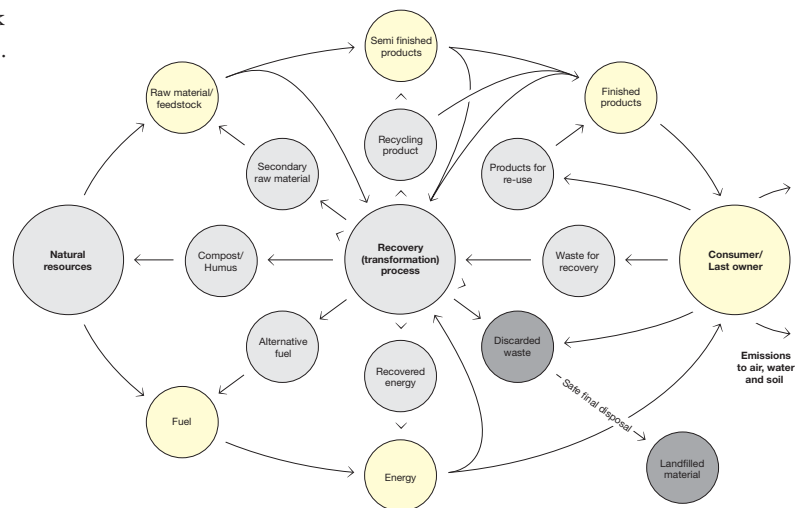 k
.
Semi finished
products
Raw material/
feedstock
Finished
products
Recycling
product
Secondary
raw material
Products for
re-use
Natural
resources
Compost/
Humus
Recovery
(transformation)
process
Waste for
recovery
Consumer/
Last owner
Alternative
fuel
Discarded
waste
Recovered
energy
Emissions
to air, water
and soil
Safe final disposal
Fuel
Energy
Landfilled
material